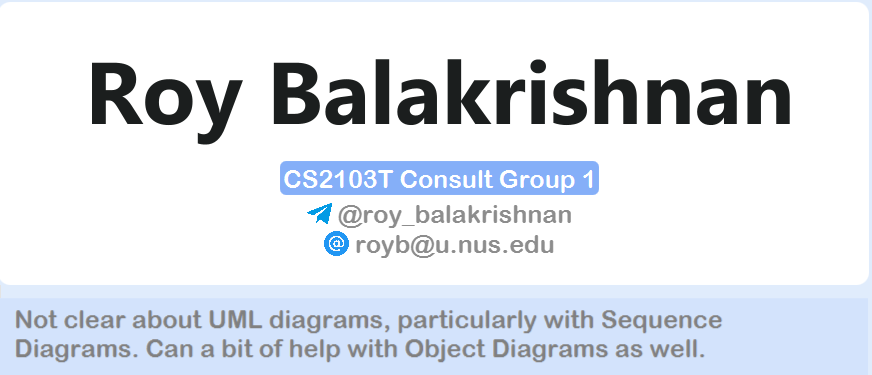 Roy Balakrishnan
CS2103T Consult Group 1
@roy_balakrishnan
@ royb@u.nus.edu
Not clear about UML diagrams, particularly with Sequence
Diagrams. Can a bit of help with Object Diagrams as well.